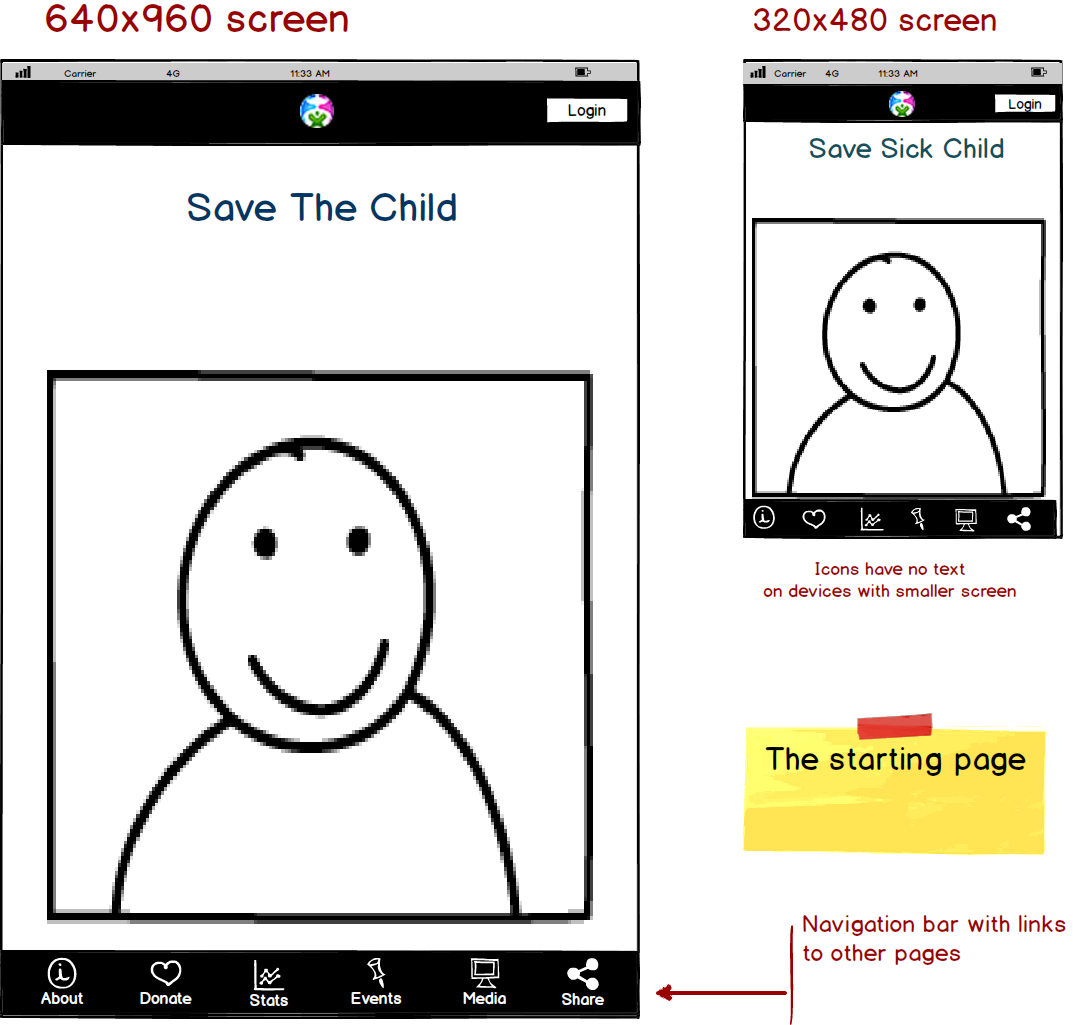 640x960 screen
Carrier 4G 11:33 AM
Login
Save The Child
About Donate Stats Events Media Share
320x480 screen
Carrier 4G 11:33 AM
Login
Save Sick Child
Icons have no text
on devices with smaller screen
The starting page
Navigation bar with links
to other pages